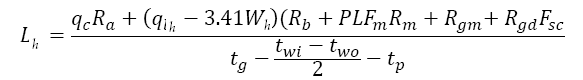 L_h = \frac{q_c R_a + (q_{ih} - 3.41 W_h)(R_b + PLF_m R_m + R_{gm} + R_{gd} F_{sc}}{t_g - \frac{t_{wi} - t_{wo}}{2} - t_p}